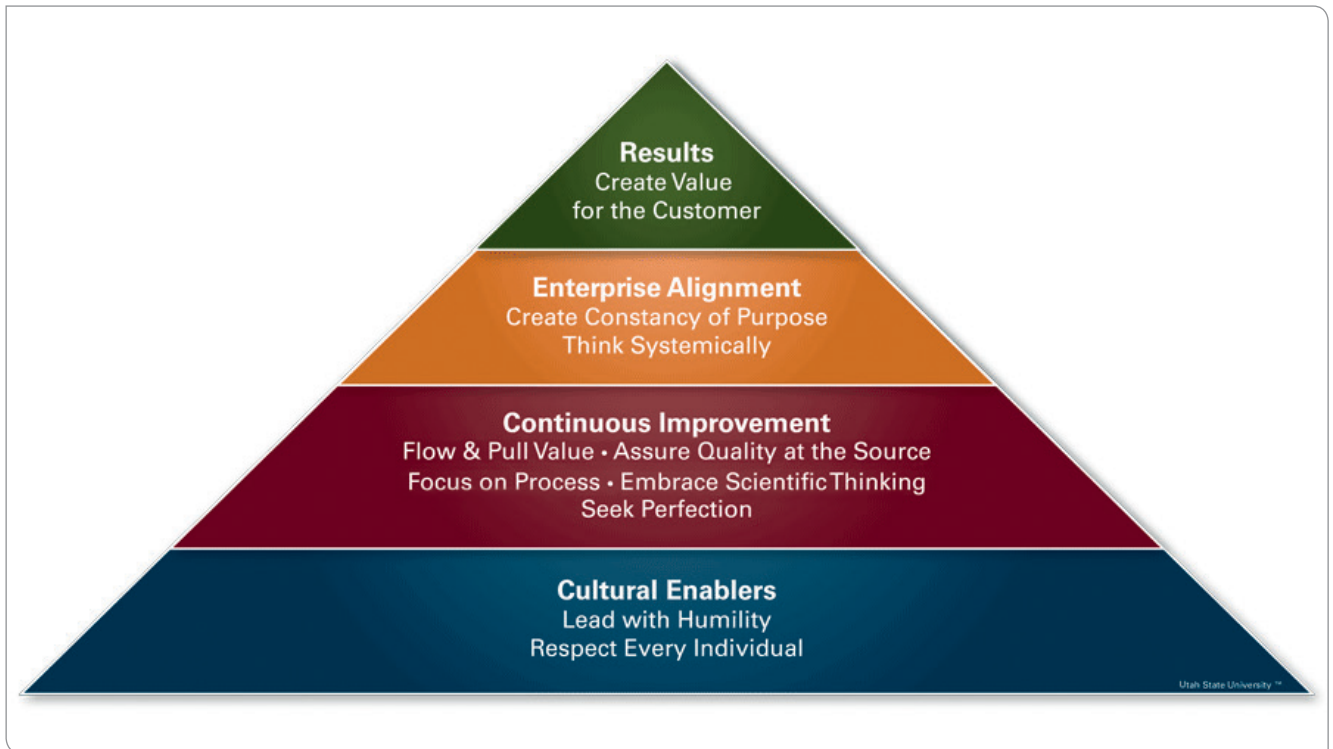 Results
Create Value
for the Customer
Enterprise Alignment
Create Constancy of Purpose
Think Systemically
Continuous Improvement
Flow & Pull Value • Assure Quality at the Source
Focus on Process • Embrace Scientific Thinking
Seek Perfection
Cultural Enablers
Lead with Humility
Respect Every Individual
Utah State University ™